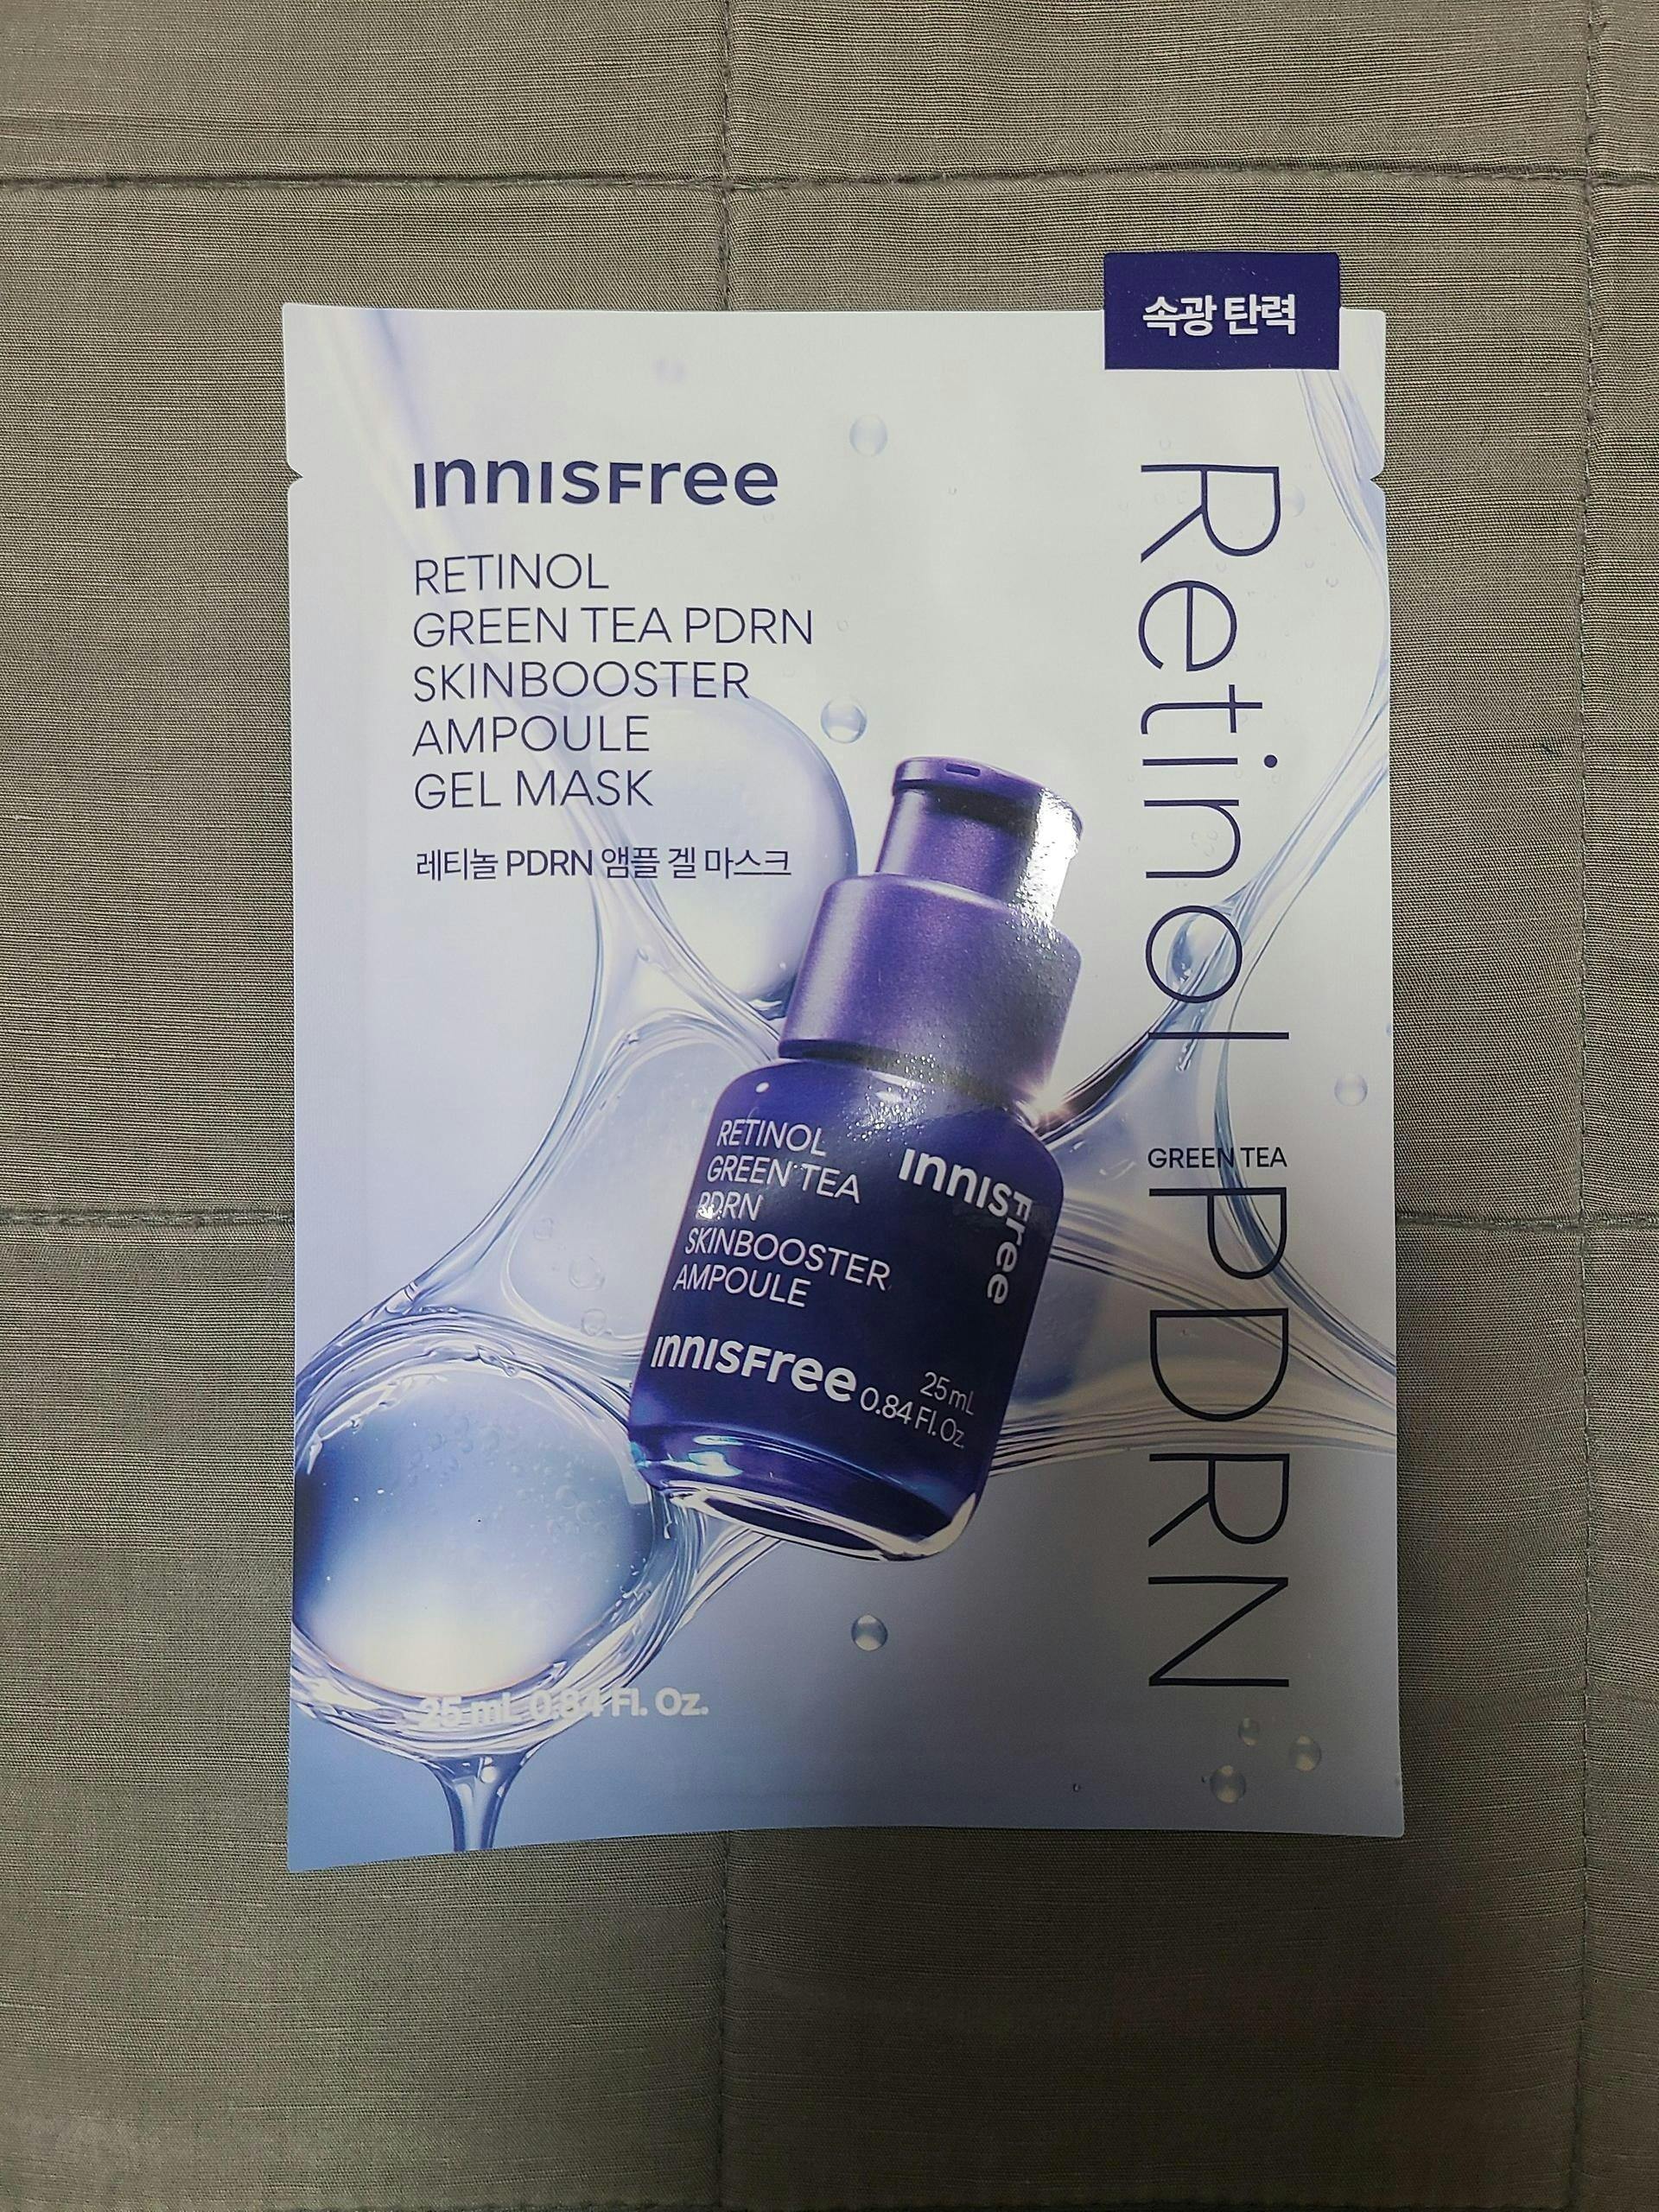 속광 탄력
INNISFree
RETINOL
GREEN TEA PDRN
SKINBOOSTER
AMPOULE
GEL MASK
레티놀 PDRN 앰플 겔 마스크
Retinol
GREEN TEA
PDRN
RETINOL
GREEN TEA
PDRN
SKINBOOSTER
AMPOULE
INNISFree
INNISFree
25 mL
0.84 Fl. Oz.
25 mL 0.84 Fl. Oz.